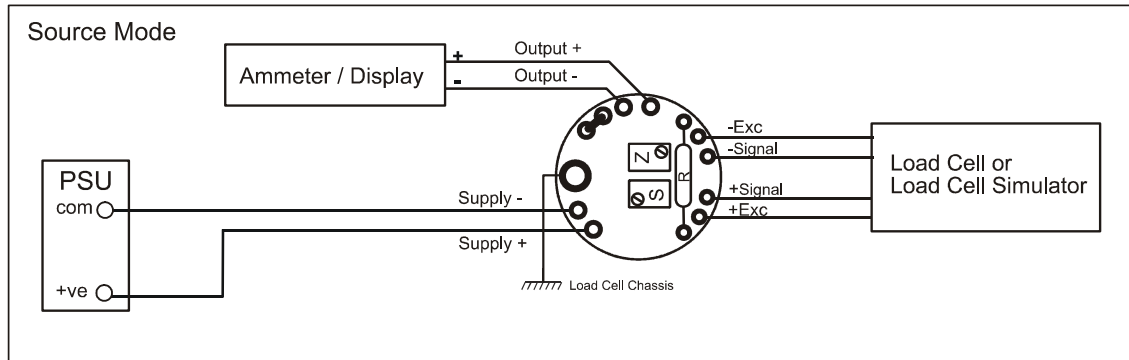 Source Mode
Ammeter / Display
+
-
Output +
Output -
-Exc
-Signal
+Signal
+Exc
Load Cell or
Load Cell Simulator
Z
S
R
PSU
com
+ve
Supply -
Supply +
Load Cell Chassis